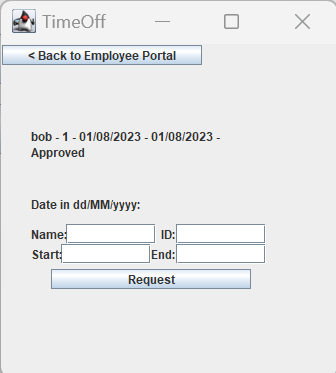 TimeOff
< Back to Employee Portal
bob - 1 - 01/08/2023 - 01/08/2023 -
Approved
Date in dd/MM/yyyy:
Name: ID:
Start: End:
Request